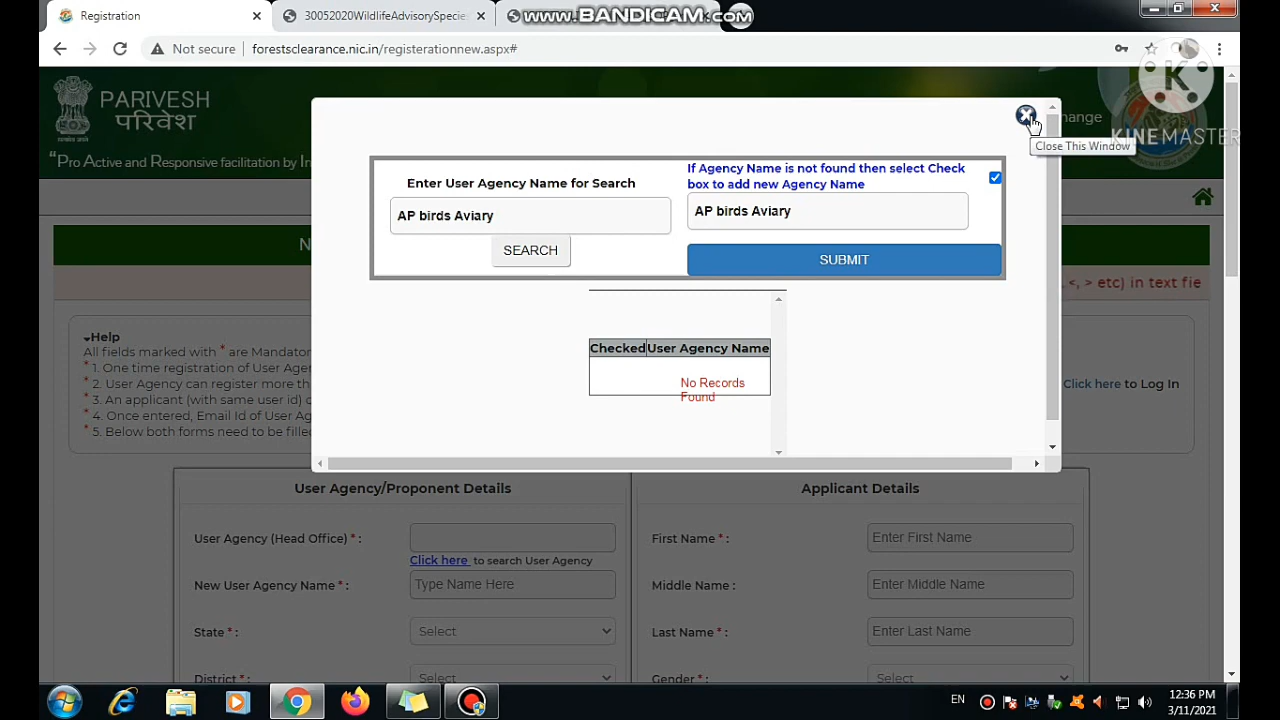 Registration
30052020WildlifeAdvisorySpecie
www.BANDICAM.com
Not secure
forestsclearance.nic.in/registerationnew.aspx#
PARIVESH
परिवेश
"Pro Active and Responsive facilitation by In
hange
KINEMASTER
Close This Window
Enter User Agency Name for Search
If Agency Name is not found then select Check
box to add new Agency Name
AP birds Aviary
AP birds Aviary
SEARCH
SUBMIT
N
, <, > etc) in text fie
Checked User Agency Name
No Records
Found
Help
All fields marked with * are Mandator
* 1. One time registration of User Agen
* 2. User Agency can register more th
* 3. An applicant (with same user id) c
* 4. Once entered, Email Id of User Ag
* 5. Below both forms need to be fille
Click here to Log In
User Agency/Proponent Details
Applicant Details
User Agency (Head Office) * :
Click here to search User Agency
New User Agency Name * :
Type Name Here
State * :
Select
District * :
Select
First Name * :
Enter First Name
Middle Name :
Enter Middle Name
Last Name * :
Enter Last Name
Gender * :
Select
EN
12:36 PM
3/11/2021